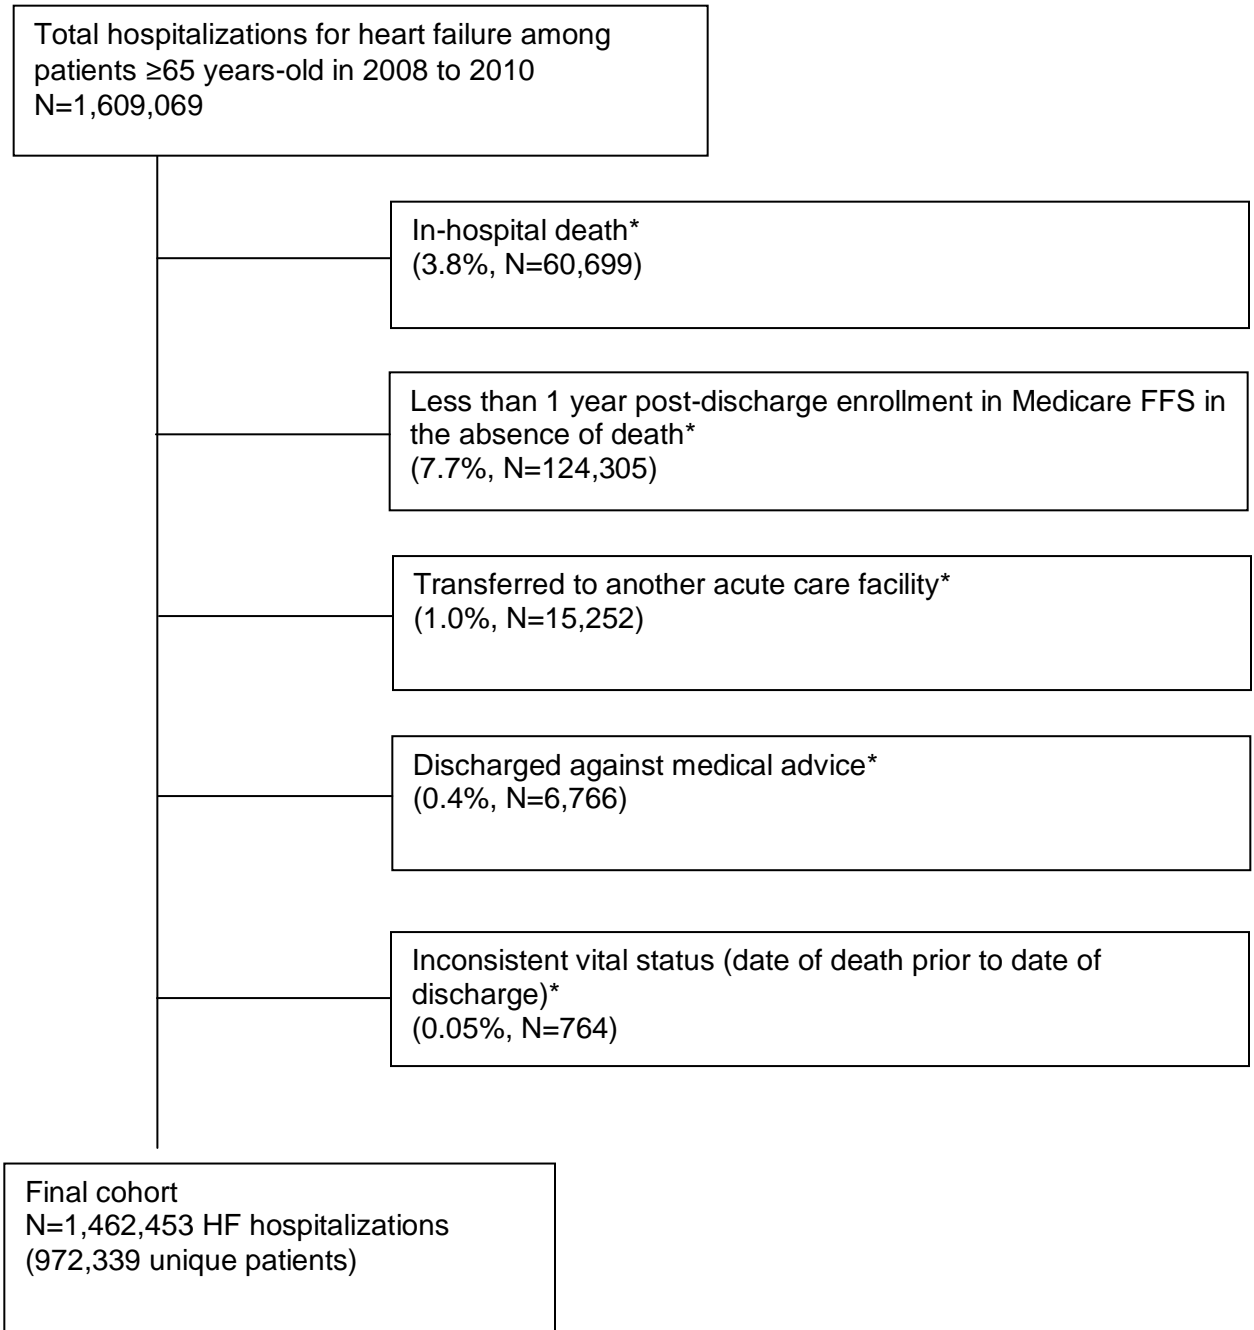 Total hospitalizations for heart failure among
patients ≥65 years-old in 2008 to 2010
N=1,609,069
In-hospital death*
(3.8%, N=60,699)
Less than 1 year post-discharge enrollment in Medicare FFS in
the absence of death*
(7.7%, N=124,305)
Transferred to another acute care facility*
(1.0%, N=15,252)
Discharged against medical advice*
(0.4%, N=6,766)
Inconsistent vital status (date of death prior to date of
discharge)*
(0.05%, N=764)
Final cohort
N=1,462,453 HF hospitalizations
(972,339 unique patients)